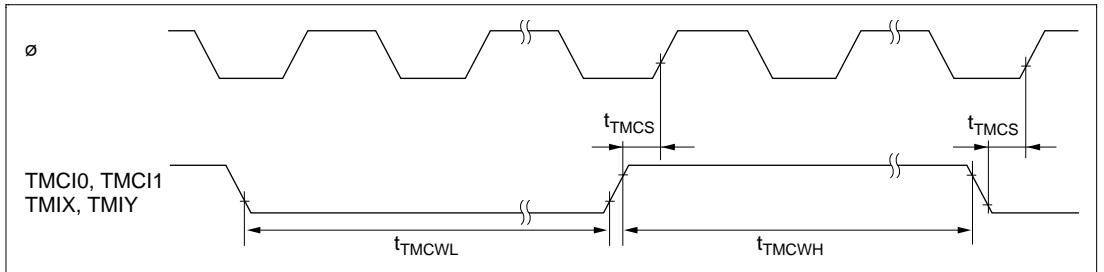 ø
tTMCS
tTMCS
TMCI0, TMCI1
TMIX, TMIY
tTMCWL
tTMCWH